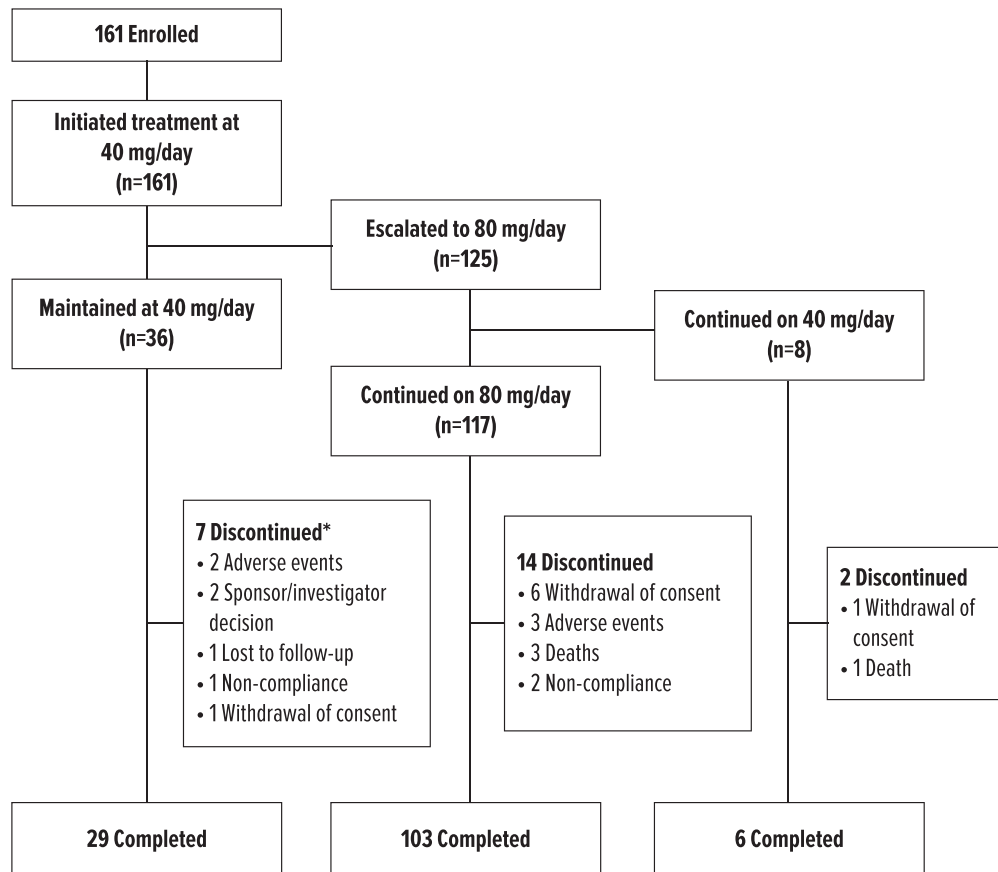 161 Enrolled
Initiated treatment at
40 mg/day
(n=161)
Escalated to 80 mg/day
(n=125)
Maintained at 40 mg/day
(n=36)
Continued on 40 mg/day
(n=8)
Continued on 80 mg/day
(n=117)
7 Discontinued*
• 2 Adverse events
• 2 Sponsor/investigator
decision
• 1 Lost to follow-up
• 1 Non-compliance
• 1 Withdrawal of consent
14 Discontinued
• 6 Withdrawal of consent
• 3 Adverse events
• 3 Deaths
• 2 Non-compliance
2 Discontinued
• 1 Withdrawal of
consent
• 1 Death
29 Completed
103 Completed
6 Completed